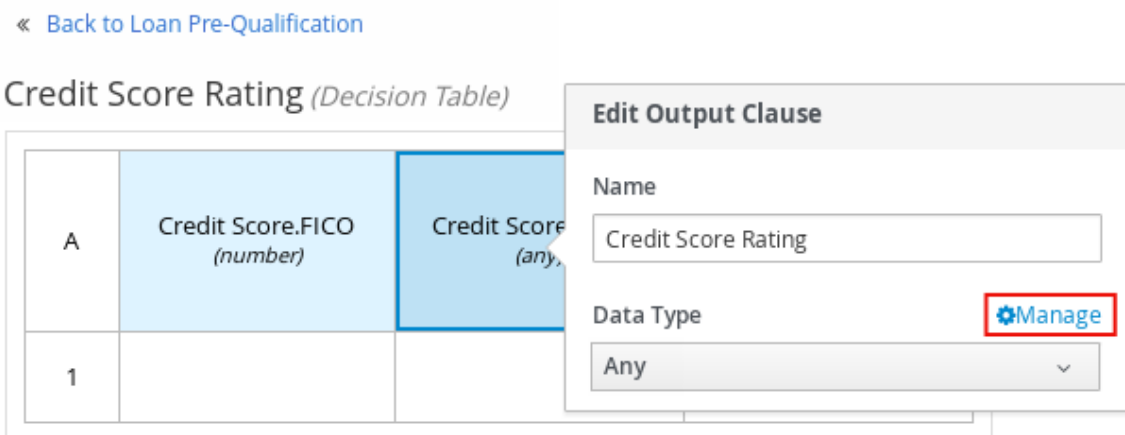 « Back to Loan Pre-Qualification
Credit Score Rating (Decision Table)
Edit Output Clause
Name
A
Credit Score.FICO
(number)
Credit Score
(any)
Credit Score Rating
Data Type
Manage
1
Any